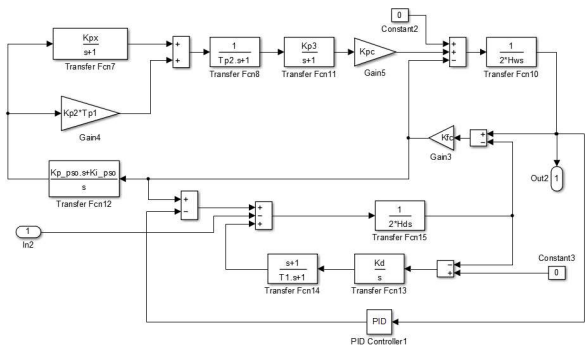 0
Constant2
Kpx
s+1
Transfer Fcn7
+
+
1
Tp2.s+1
Transfer Fcn8
Kp3
s+1
Transfer Fcn11
Kpc
Gain5
+
+
−
1
2*Hws
Transfer Fcn10
Kp2*Tp1
Gain4
Kfc
Gain3
+
−
Kp_pso.s+Ki_pso
s
Transfer Fcn12
1
Out2
+
−
+
−
+
1
2*Hds
Transfer Fcn15
1
In2
s+1
T1.s+1
Transfer Fcn14
Kd
s
Transfer Fcn13
−
+
Constant3
0
PID
PID Controller1